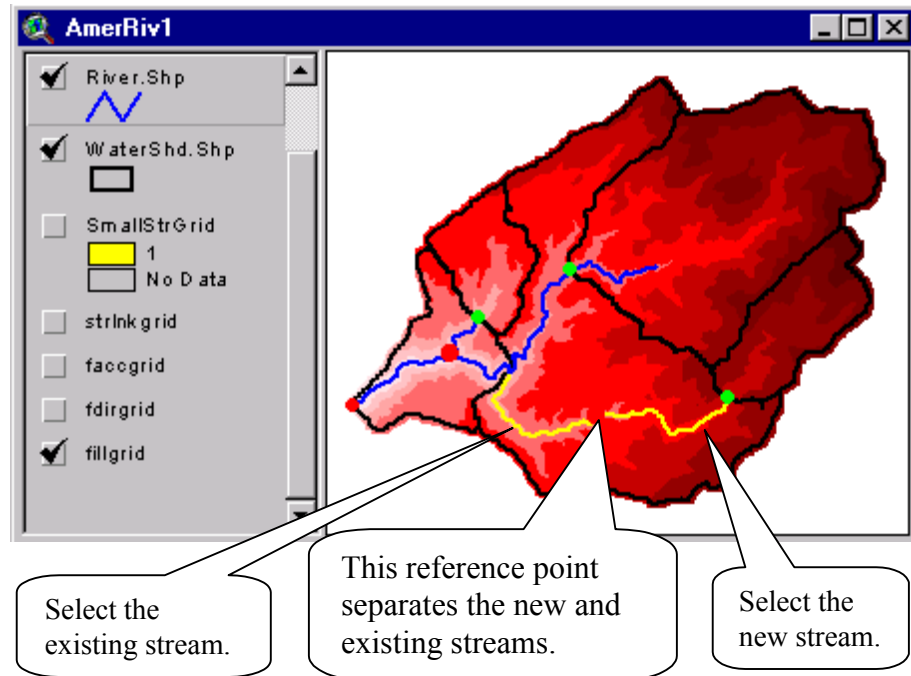 AmerRiv1
River.Shp
WaterShd.Shp
SmallStrGrid
1
No Data
strlnkgrid
faccgrid
fdirgrid
fillgrid
Select the
existing stream.
This reference point
separates the new and
existing streams.
Select the
new stream.